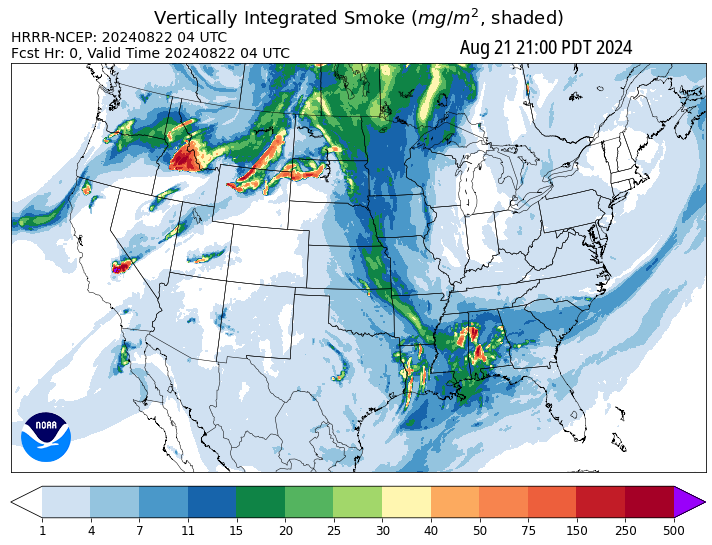 Vertically Integrated Smoke (mg/m², shaded)
HRRR-NCEP: 20240822 04 UTC
Fcst Hr: 0, Valid Time 20240822 04 UTC
Aug 21 21:00 PDT 2024
NOAA
1 4 7 11 15 20 25 30 40 50 75 150 250 500